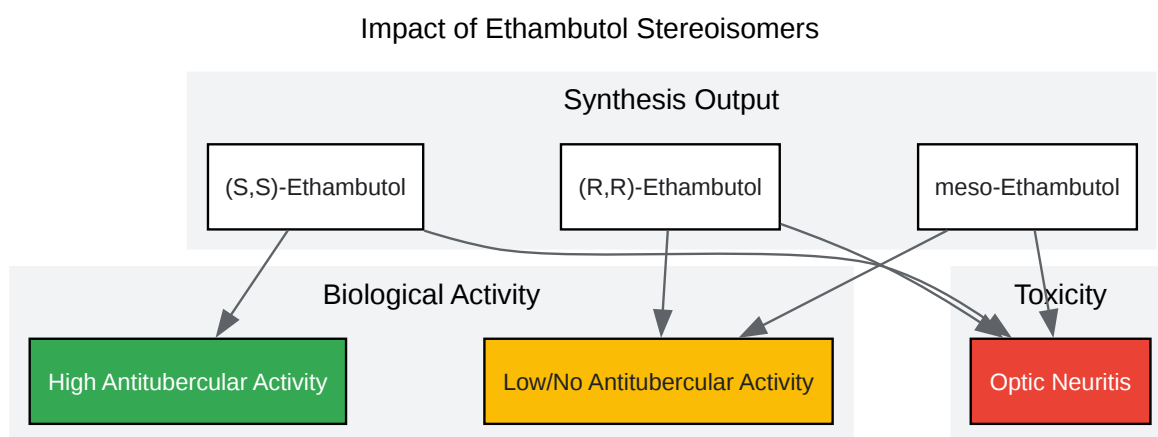 Impact of Ethambutol Stereoisomers
Synthesis Output
(S,S)-Ethambutol
(R,R)-Ethambutol
meso-Ethambutol
Biological Activity
Toxicity
High Antitubercular Activity
Low/No Antitubercular Activity
Optic Neuritis